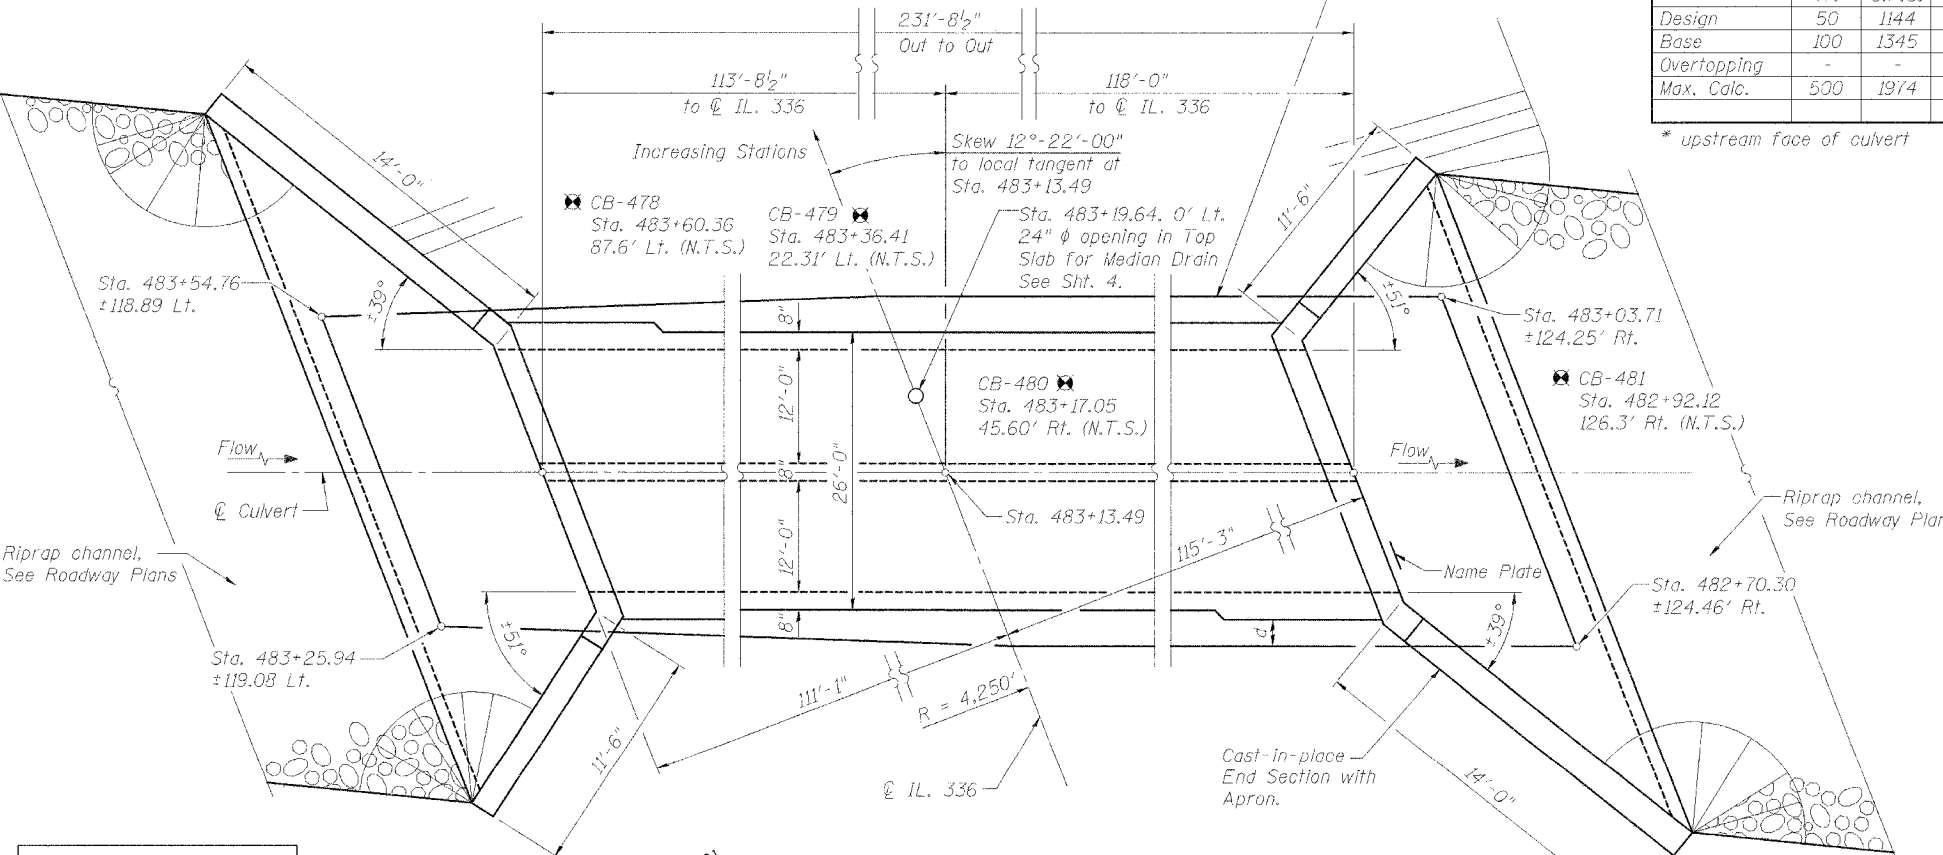 231'-8½"
Out to Out
113'-8½"
to ℄ IL. 336
118'-0"
to ℄ IL. 336
Design 50 1144
Base 100 1345
Overtopping - -
Max. Calc. 500 1974
* upstream face of culvert
Increasing Stations
Skew 12°-22'-00"
to local tangent at
Sta. 483+13.49
14'-0"
11'-6"
CB-478
Sta. 483+60.36
87.6' Lt. (N.T.S.)
CB-479
Sta. 483+36.41
22.31' Lt. (N.T.S.)
Sta. 483+19.64. 0' Lt.
24" ϕ opening in Top
Slab for Median Drain
See Sht. 4.
Sta. 483+54.76
±118.89 Lt.
±39°
8"
±51°
Sta. 483+03.71
±124.25' Rt.
12'-0"
CB-480
Sta. 483+17.05
45.60' Rt. (N.T.S.)
CB-481
Sta. 482+92.12
126.3' Rt. (N.T.S.)
Flow
8"
26'-0"
Flow
℄ Culvert
Sta. 483+13.49
Riprap channel,
See Roadway Plans
12'-0"
115'-3"
Riprap channel,
See Roadway Plan
Name Plate
Sta. 482+70.30
±124.46' Rt.
±51°
8"
d
±39°
Sta. 483+25.94
±119.08 Lt.
111'-1"
R = 4,250'
11'-6"
℄ IL. 336
Cast-in-place
End Section with
Apron.
14'-0"